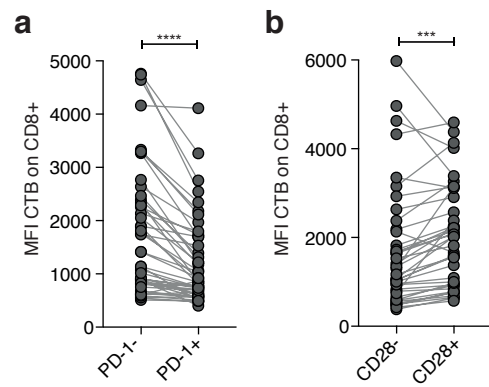 a
****
5000
4000
3000
2000
1000
0
MFI CTB on CD8+
PD-1-
PD-1+
b
***
6000
4000
2000
0
MFI CTB on CD8+
CD28-
CD28+